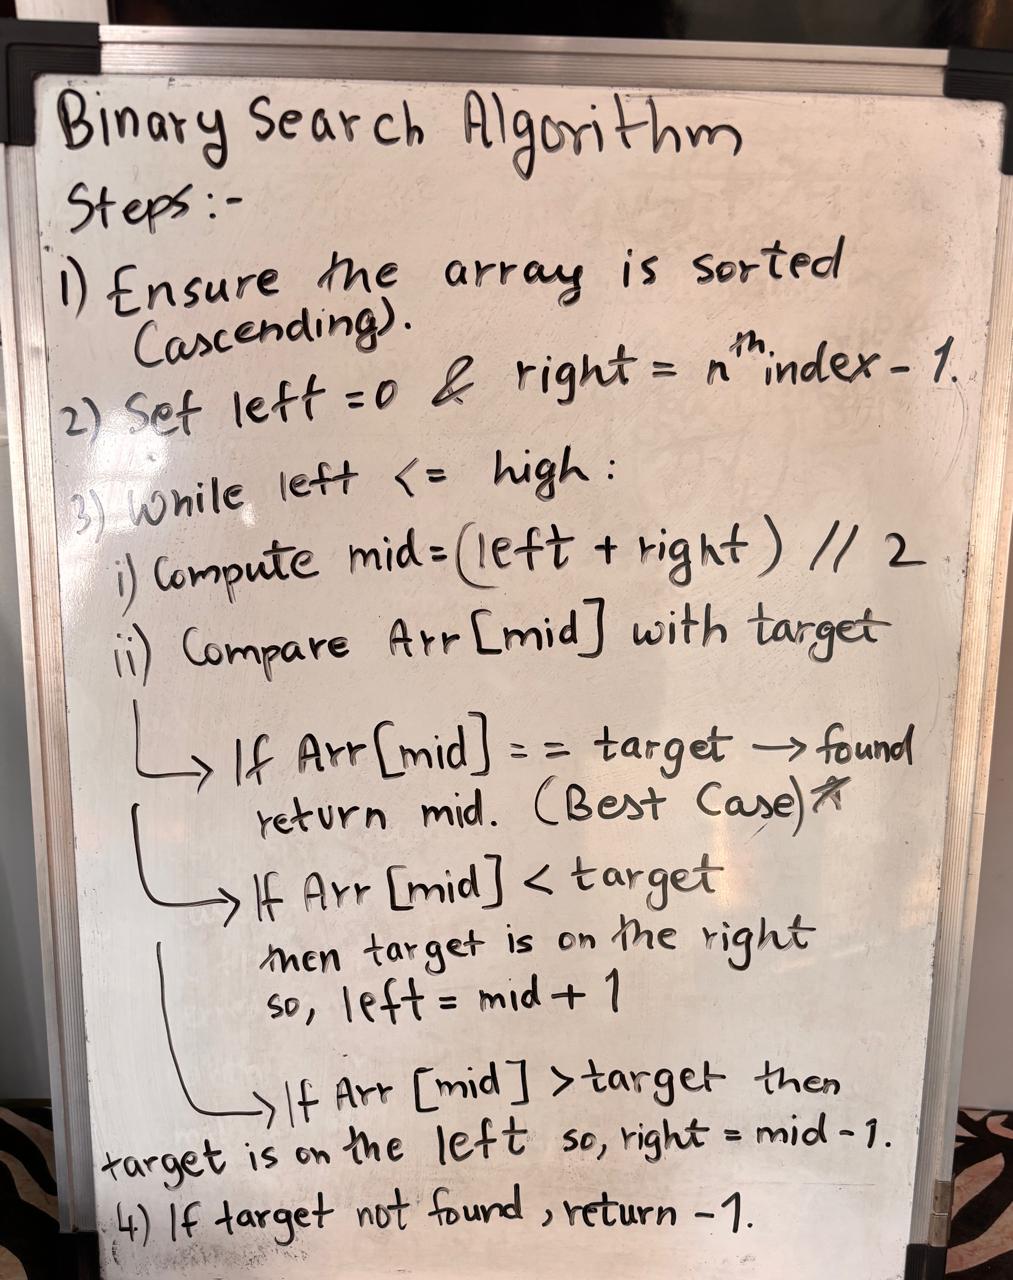 Binary Search Algorithm
Steps:-
1) Ensure the array is sorted
(ascending).
2) Set left =0 & right = nth index - 1.
3) While left <= high :
i) Compute mid=(left + right) // 2
ii) Compare Arr[mid] with target
→ If Arr[mid] == target → found
return mid. (Best Case)*
→ If Arr [mid] < target
then target is on the right
so, left = mid + 1
→ If Arr [mid] > target then
target is on the left so, right = mid - 1.
4) If target not found, return -1.